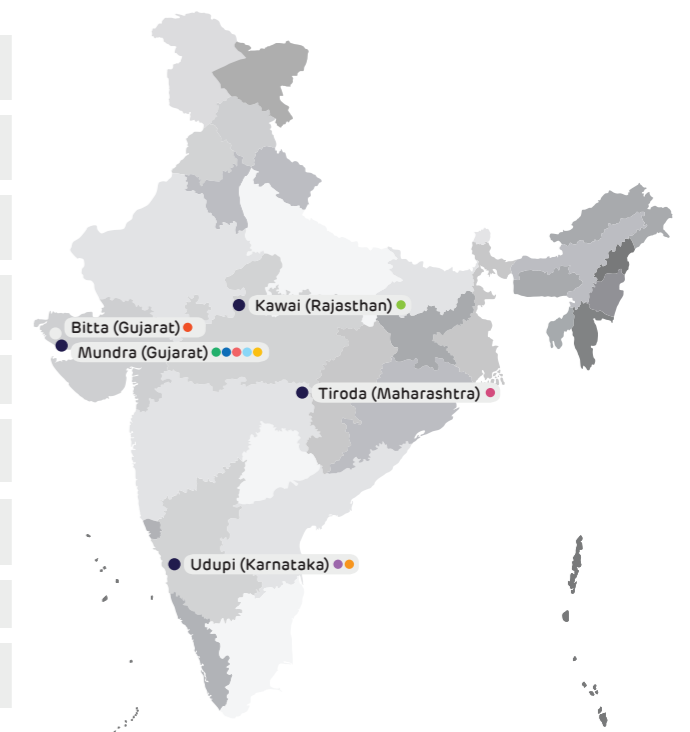 Kawai (Rajasthan)
Bitta (Gujarat)
Mundra (Gujarat)
Tiroda (Maharashtra)
Udupi (Karnataka)